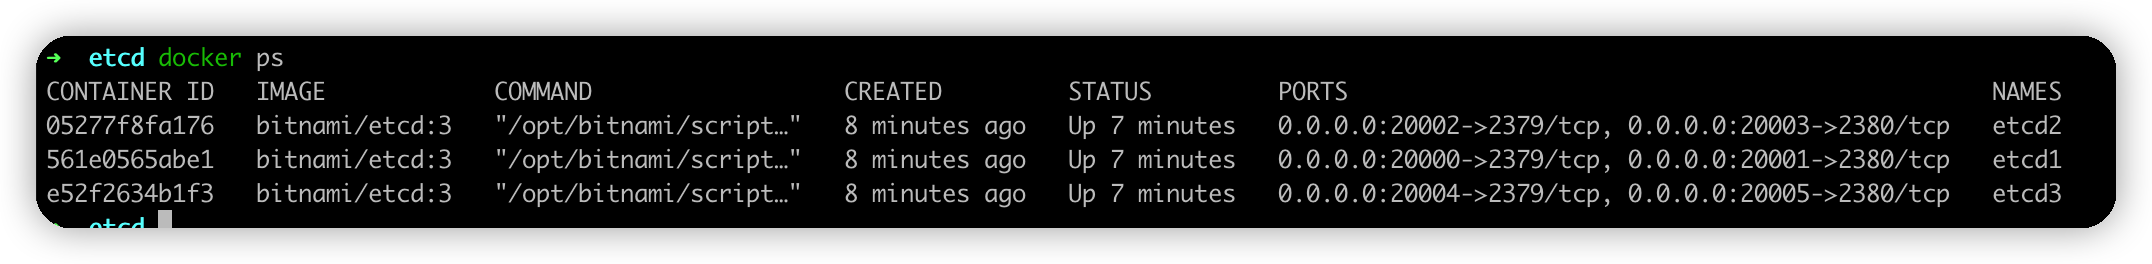 ➜  etcd docker ps
CONTAINER ID   IMAGE            COMMAND                  CREATED         STATUS         PORTS                                              NAMES
05277f8fa176   bitnami/etcd:3   "/opt/bitnami/script…"   8 minutes ago   Up 7 minutes   0.0.0.0:20002->2379/tcp, 0.0.0.0:20003->2380/tcp   etcd2
561e0565abe1   bitnami/etcd:3   "/opt/bitnami/script…"   8 minutes ago   Up 7 minutes   0.0.0.0:20000->2379/tcp, 0.0.0.0:20001->2380/tcp   etcd1
e52f2634b1f3   bitnami/etcd:3   "/opt/bitnami/script…"   8 minutes ago   Up 7 minutes   0.0.0.0:20004->2379/tcp, 0.0.0.0:20005->2380/tcp   etcd3
➜  etcd